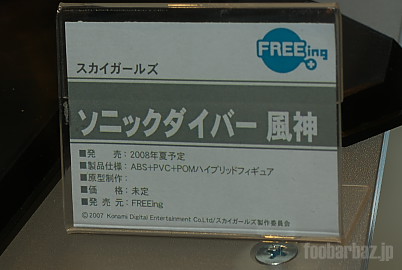 FREEing
スカイガールズ
ソニックダイバー 風神
■発　売：2008年夏予定
■製品仕様：ABS+PVC+POMハイブリッドフィギュア
■原型制作：
■価　格：未定
■発 売 元：FREEing
©2007 Konami Digital Entertainment Co.Ltd/スカイガールズ製作委員会
foobarbaz.jp